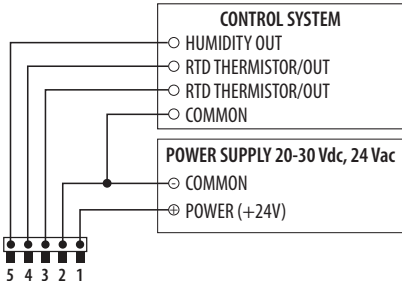 CONTROL SYSTEM
HUMIDITY OUT
RTD THERMISTOR/OUT
RTD THERMISTOR/OUT
COMMON
POWER SUPPLY 20-30 Vdc, 24 Vac
COMMON
POWER (+24V)
5 4 3 2 1